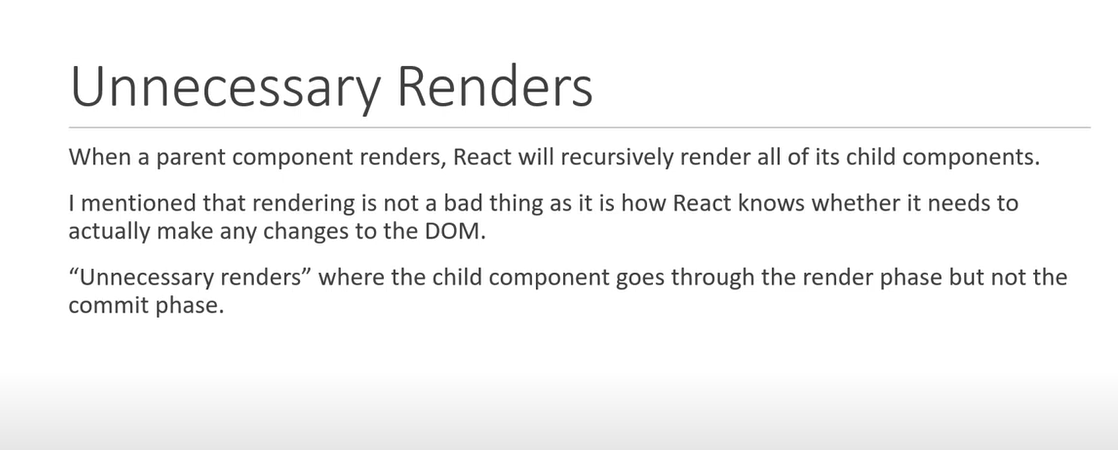 Unnecessary Renders
When a parent component renders, React will recursively render all of its child components.
I mentioned that rendering is not a bad thing as it is how React knows whether it needs to
actually make any changes to the DOM.
“Unnecessary renders” where the child component goes through the render phase but not the
commit phase.